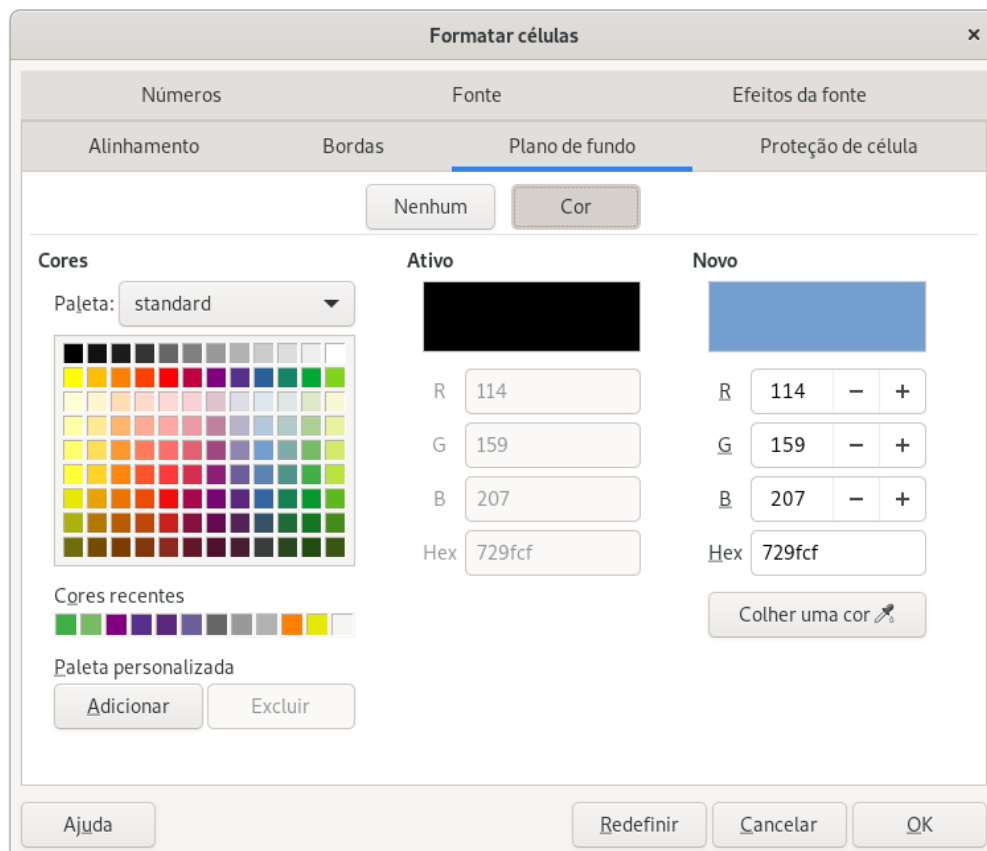 Formatar células ×
Números Fonte Efeitos da fonte
Alinhamento Bordas Plano de fundo Proteção de célula
Nenhum Cor
Cores Ativo Novo
Paleta: standard
R 114 R 114 − +
G 159 G 159 − +
B 207 B 207 − +
Hex 729fcf Hex 729fcf
Cores recentes
Colher uma cor
Paleta personalizada
Adicionar Excluir
Ajuda Redefinir Cancelar OK